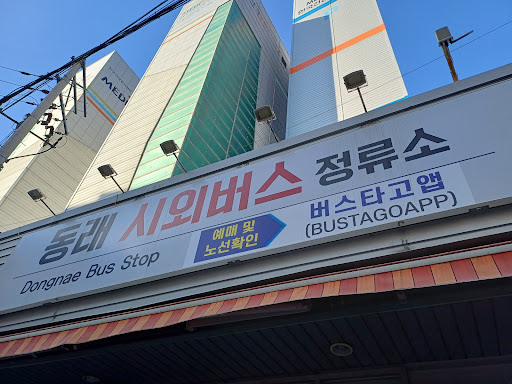 동래 시외버스 정류소
Dongnae Bus Stop
예매 및
노선확인
버스타고앱
(BUSTAGOAPP)